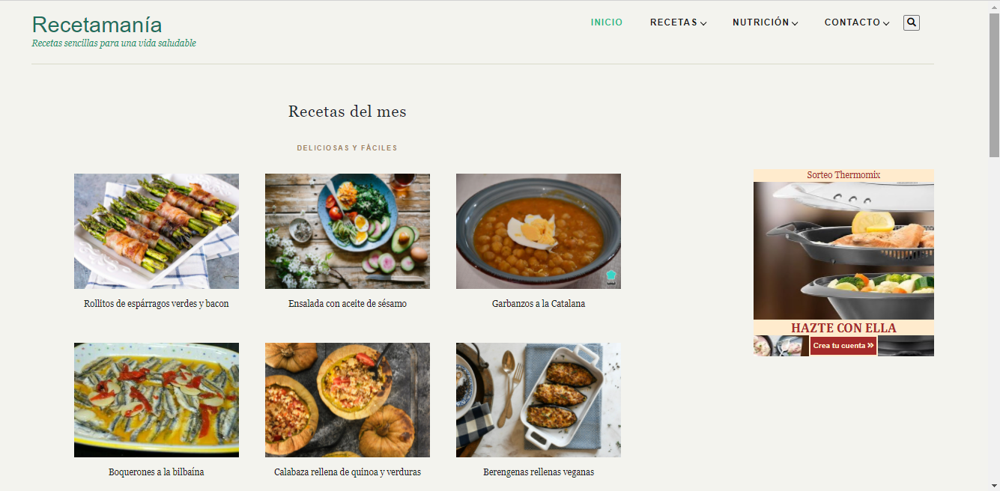 Recetamanía
Recetas sencillas para una vida saludable
INICIO
RECETAS
NUTRICIÓN
CONTACTO
Recetas del mes
DELICIOSAS Y FÁCILES
Rollitos de espárragos verdes y bacon
Ensalada con aceite de sésamo
Garbanzos a la Catalana
Sorteo Thermomix
HAZTE CON ELLA
Crea tu cuenta »
Boquerones a la bilbaína
Calabaza rellena de quinoa y verduras
Berengenas rellenas veganas